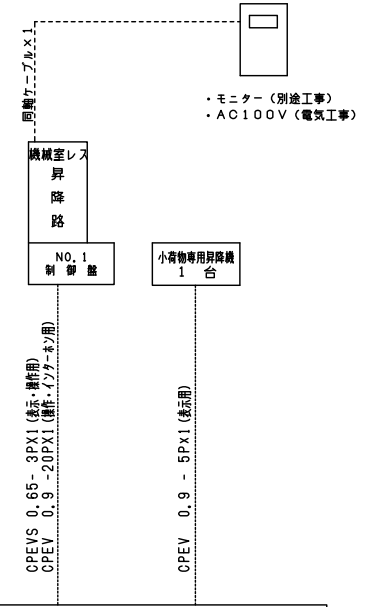 ・モニター（別途工事）
・ＡＣ１００Ｖ（電気工事）
同軸ケーブル×１
機械室レス
昇
降
路
NO.1
制 御 盤
小荷物専用昇降機
1 台
CPEVS 0.65- 3PX1(表示・操作用)
CPEV 0.9 -20PX1(操作・インターホン用)
CPEV 0.9 - 5PX1(表示用)